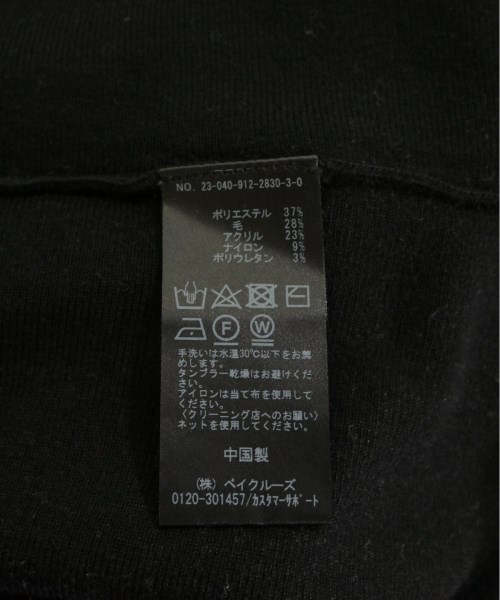 NO. 23-040-912-2830-3-0
ポリエステル 37%
毛 28%
アクリル 23%
ナイロン 9%
ポリウレタン 3%
F W
手洗いは水温30℃以下をお薦
めします。
タンブラー乾燥はお避けくだ
さい。
アイロンは当て布を使用して
ください。
〈クリーニング店へのお願い〉
ネットを使用してください。
中国製
(株) ベイクルーズ
0120-301457/カスタマーサポート